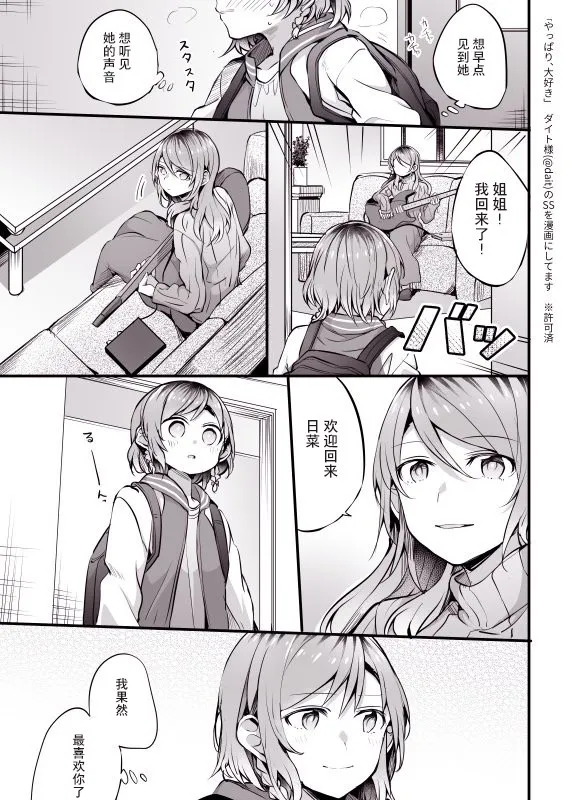 「やっぱり、大好き」 ダイト様(@dait)のSSを漫画にしてます ※許可済
想早点
见到她
想听见
她的声音
スタスタ
姐姐！
我回来了！
バッ
欢迎回来
日菜
るーっ
我果然
最喜欢你了